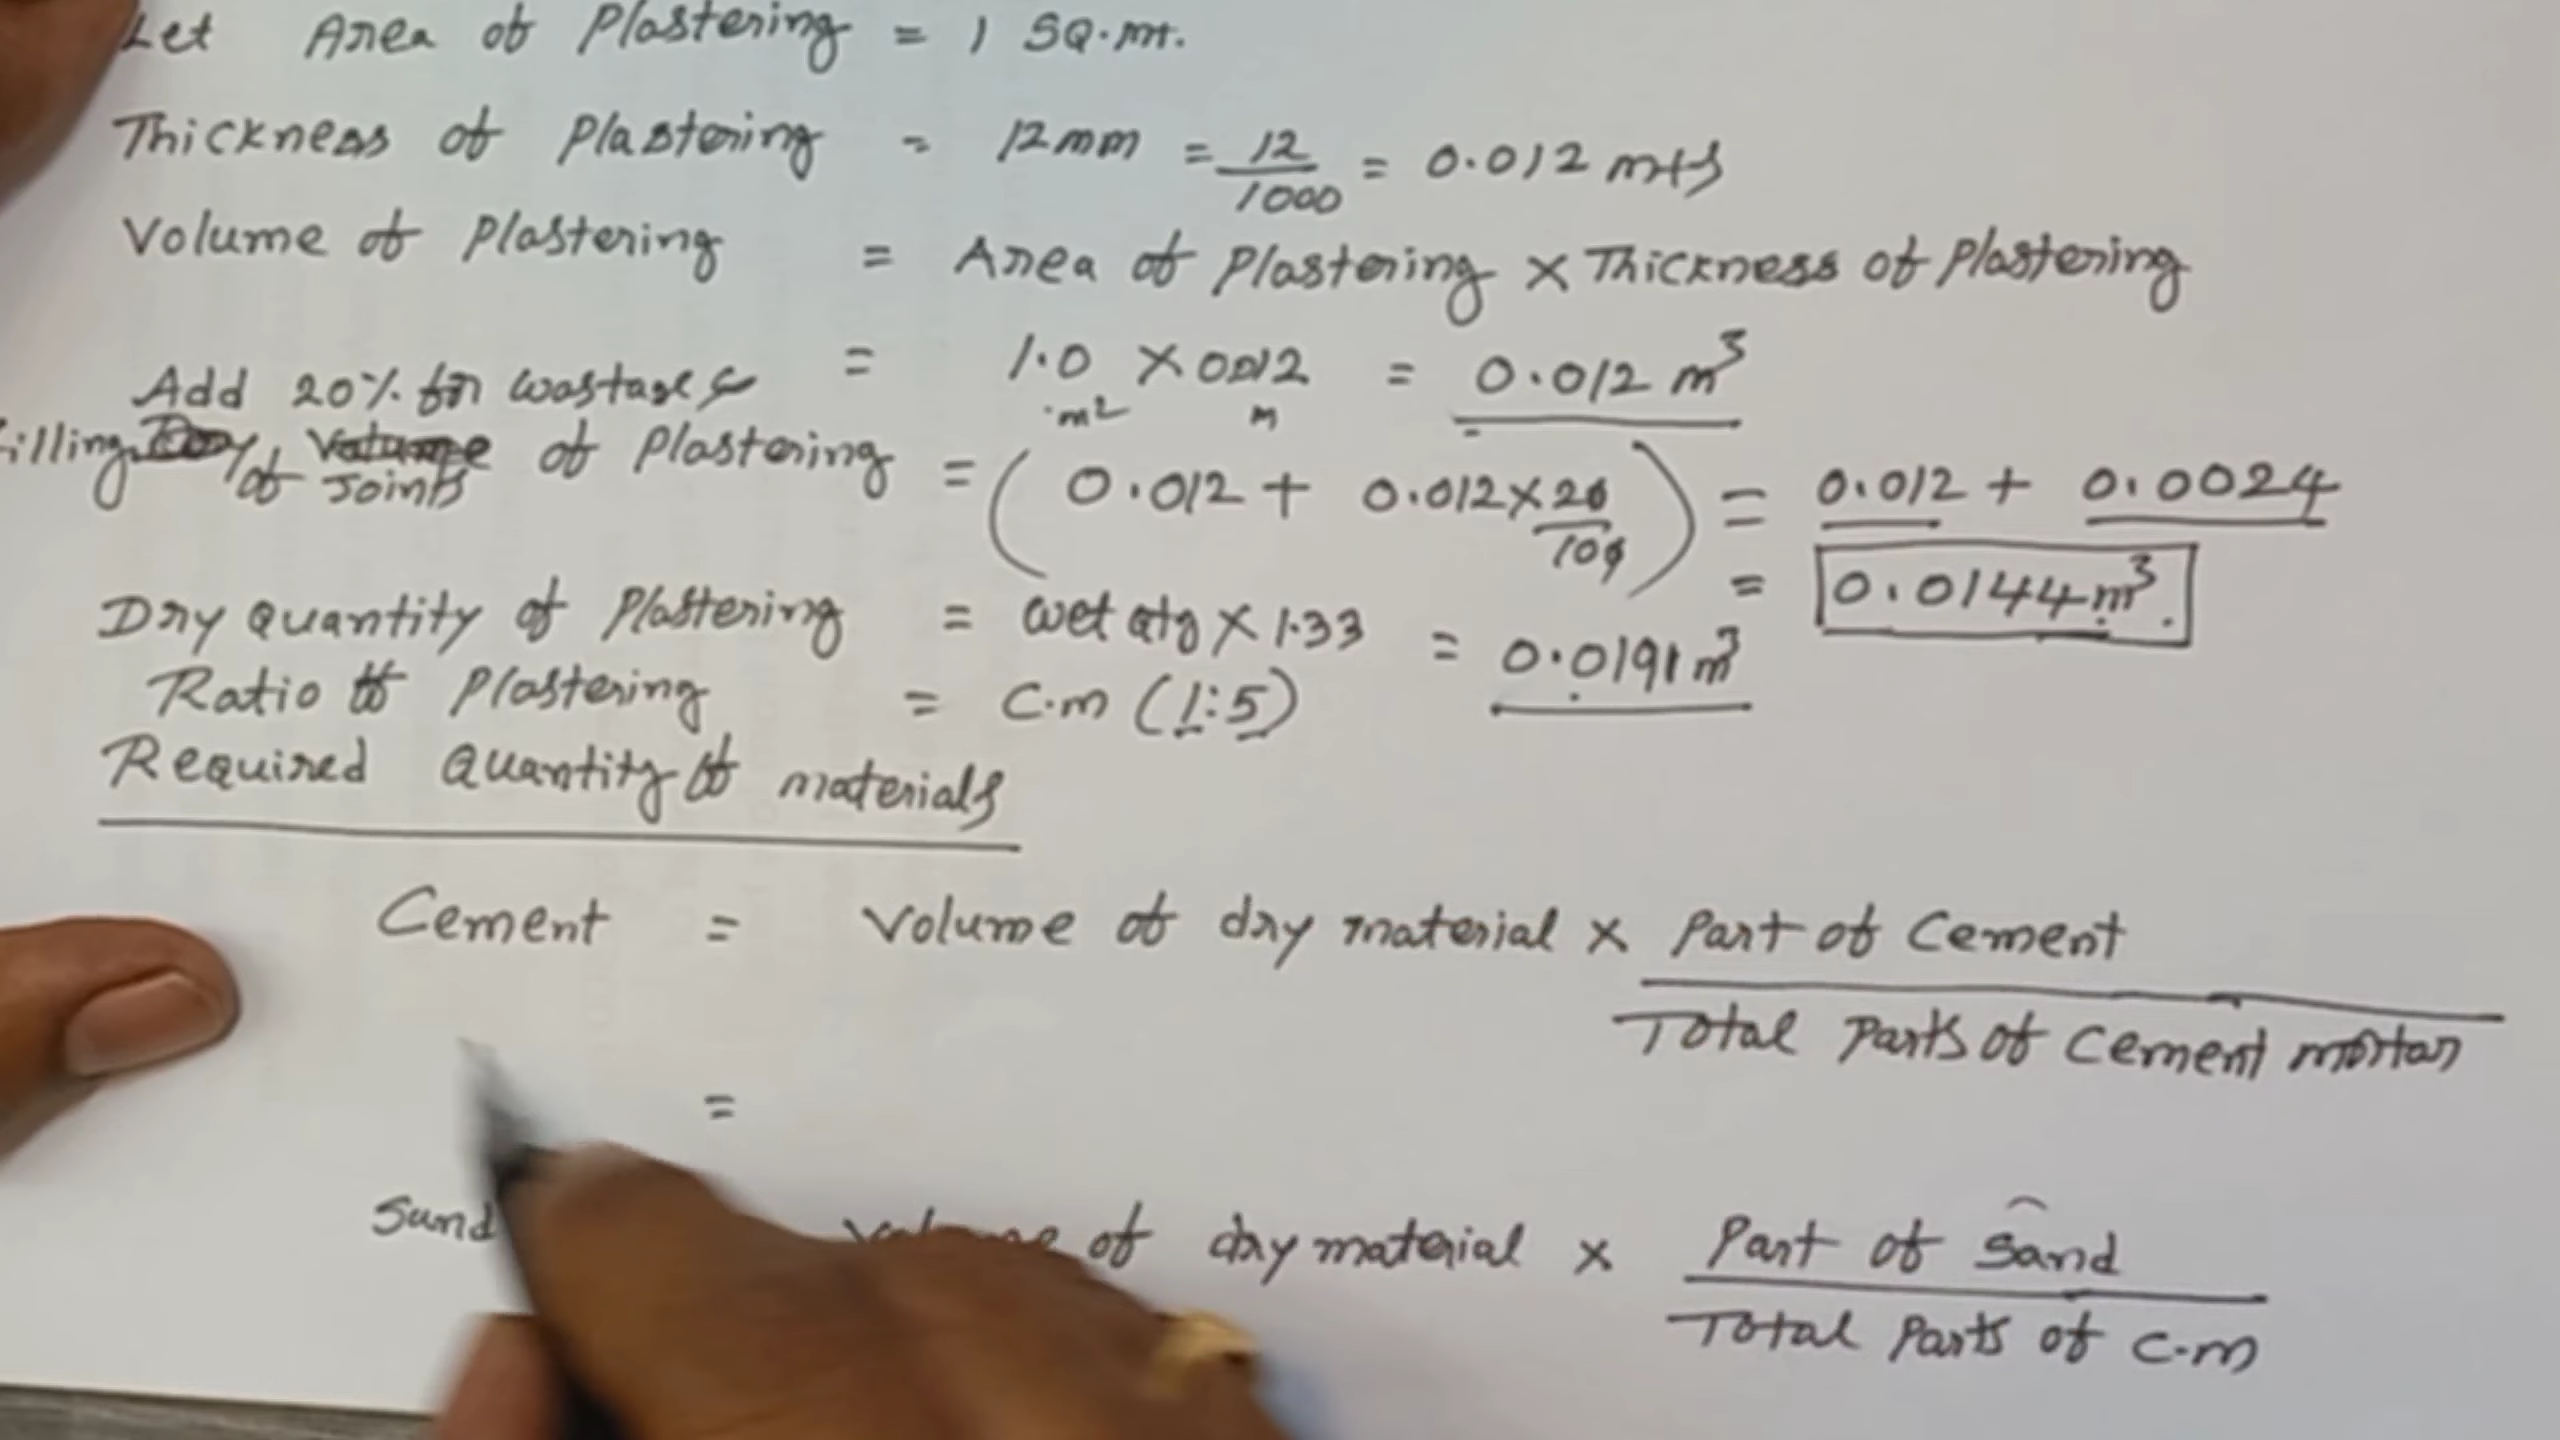 Let Area of Plastering = 1 SQ.mt.
Thickness of Plastering = 12mm = 12/1000 = 0.012 mts
Volume of Plastering = Area of Plastering × Thickness of Plastering
= 1.0 × 0.012 = 0.012 m³
m² m
Add 20% for wastage &
filling of Joints of Plastering = (0.012 + 0.012×20/100) = 0.012 + 0.0024
= 0.0144m³.
Dry Quantity of Plastering = wet qty × 1.33 = 0.0191m³
Ratio of Plastering = C.m (1:5)
Required Quantity of materials
Cement = Volume of dry material × Part of Cement
Total Parts of Cement mortar
=
Sand Volume of dry material × Part of Sand
Total Parts of C.m